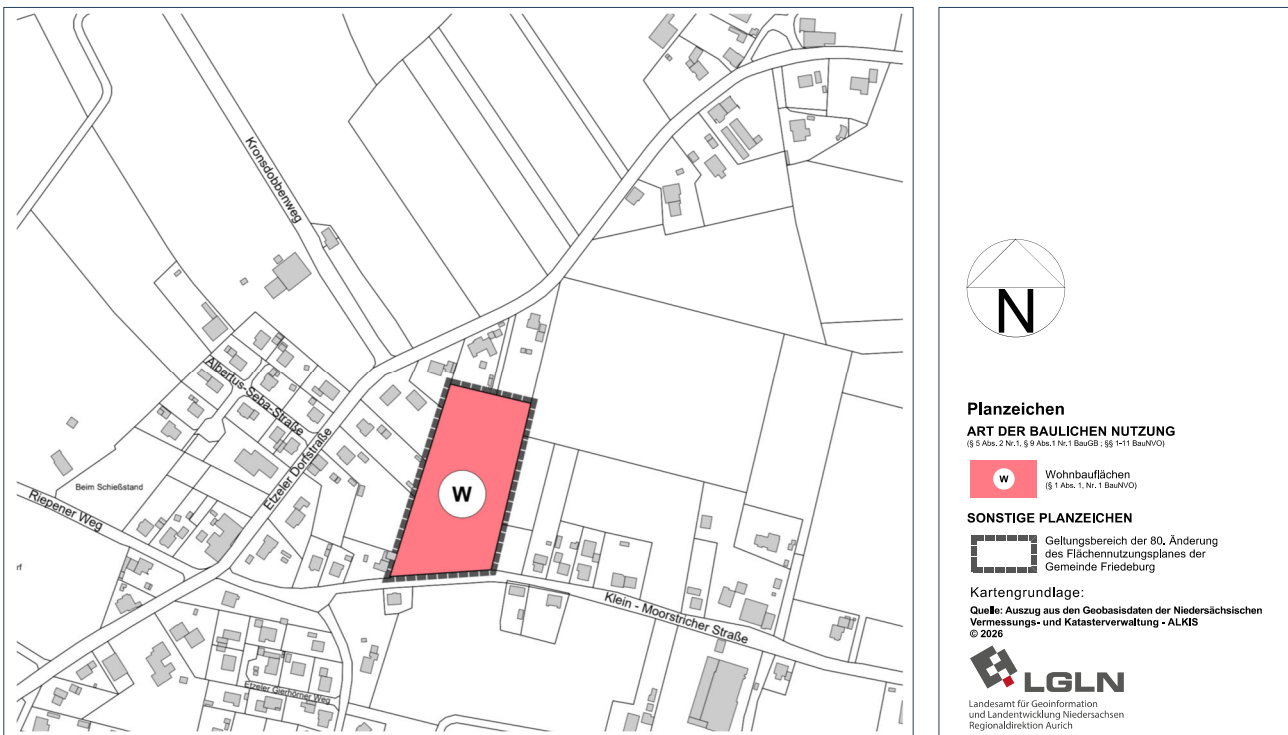 Kronsdobbenweg
Albertus-Seba-Straße
Etzeler Dorfstraße
Beim Schießstand
Riepener Weg
rf
W
Klein - Moorstricher Straße
Etzeler Gierhörner Weg
N
Planzeichen
ART DER BAULICHEN NUTZUNG
(§ 5 Abs. 2 Nr.1, § 9 Abs.1 Nr.1 BauGB ; §§ 1-11 BauNVO)
W
Wohnbauflächen
(§ 1 Abs. 1, Nr. 1 BauNVO)
SONSTIGE PLANZEICHEN
Geltungsbereich der 80. Änderung
des Flächennutzungsplanes der
Gemeinde Friedeburg
Kartengrundlage:
Quelle: Auszug aus den Geobasisdaten der Niedersächsischen
Vermessungs- und Katasterverwaltung - ALKIS
© 2026
LGLN
Landesamt für Geoinformation
und Landentwicklung Niedersachsen
Regionaldirektion Aurich